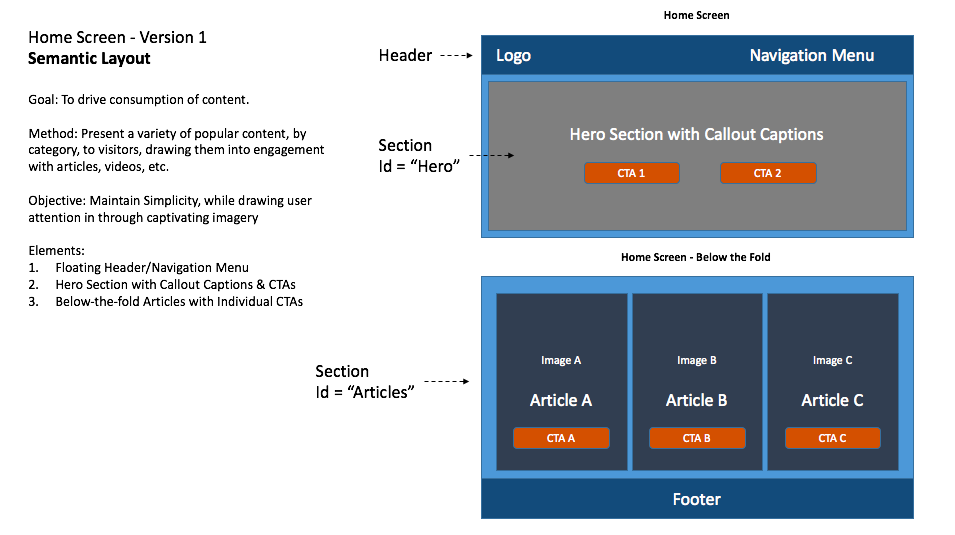 Home Screen - Version 1
Semantic Layout
Goal: To drive consumption of content.
Method: Present a variety of popular content, by
category, to visitors, drawing them into engagement
with articles, videos, etc.
Objective: Maintain Simplicity, while drawing user
attention in through captivating imagery
Elements:
1. Floating Header/Navigation Menu
2. Hero Section with Callout Captions & CTAs
3. Below-the-fold Articles with Individual CTAs
Home Screen
Header
Logo
Navigation Menu
Section
Id = “Hero”
Hero Section with Callout Captions
CTA 1
CTA 2
Home Screen - Below the Fold
Section
Id = “Articles”
Image A
Image B
Image C
Article A
Article B
Article C
CTA A
CTA B
CTA C
Footer